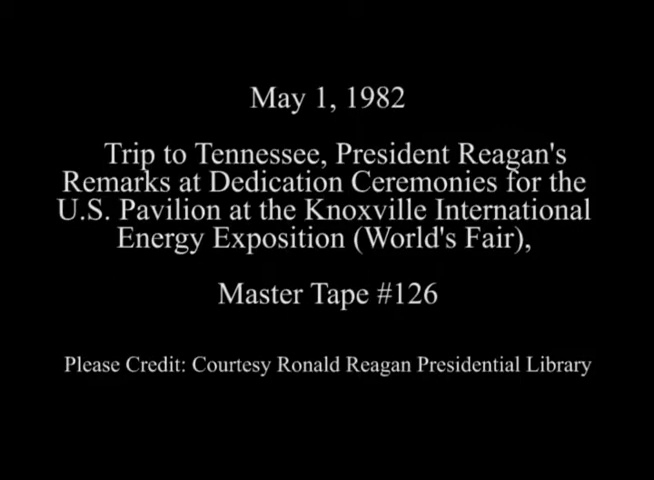 May 1, 1982
Trip to Tennessee, President Reagan's
Remarks at Dedication Ceremonies for the
U.S. Pavilion at the Knoxville International
Energy Exposition (World's Fair),
Master Tape #126
Please Credit: Courtesy Ronald Reagan Presidential Library